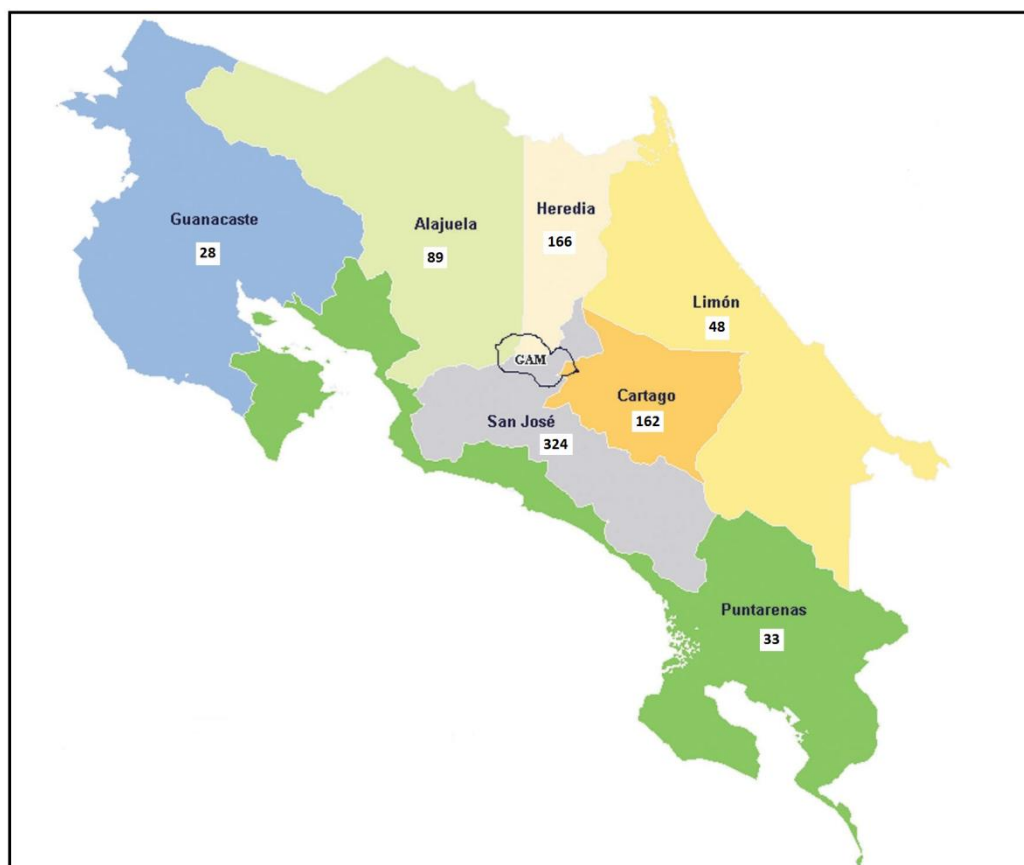 Guanacaste
28
Alajuela
89
Heredia
166
Limón
48
GAM
Cartago
162
San José
324
Puntarenas
33